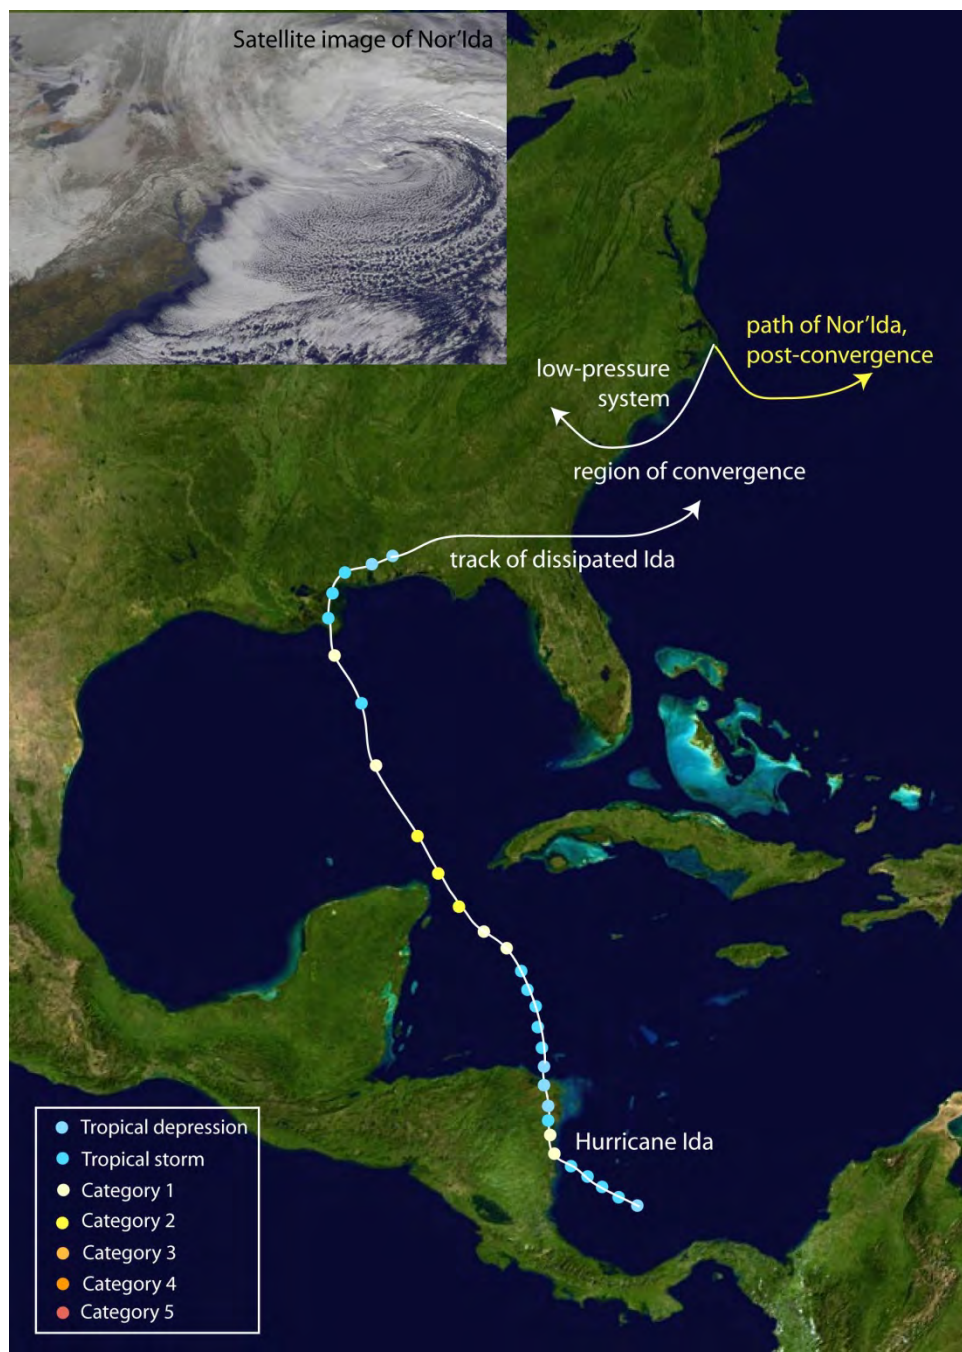 Satellite image of Nor'Ida
path of Nor'Ida,
post-convergence
low-pressure
system
region of convergence
track of dissipated Ida
Hurricane Ida
Tropical depression
Tropical storm
Category 1
Category 2
Category 3
Category 4
Category 5